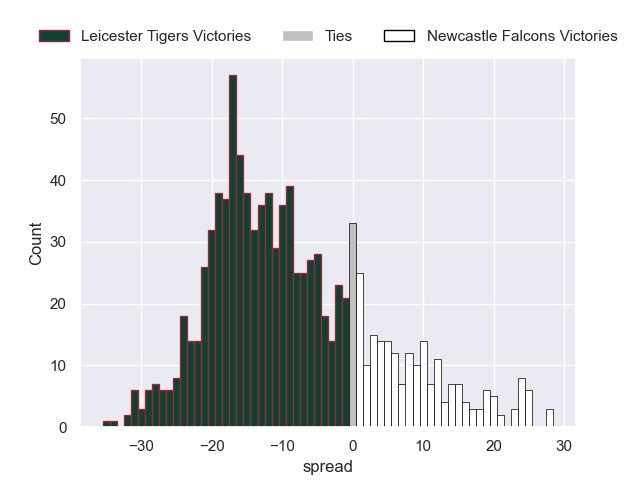 Leicester Tigers Victories Ties Newcastle Falcons Victories
50
40
30
20
10
0
Count
−30 −20 −10 0 10 20 30
spread